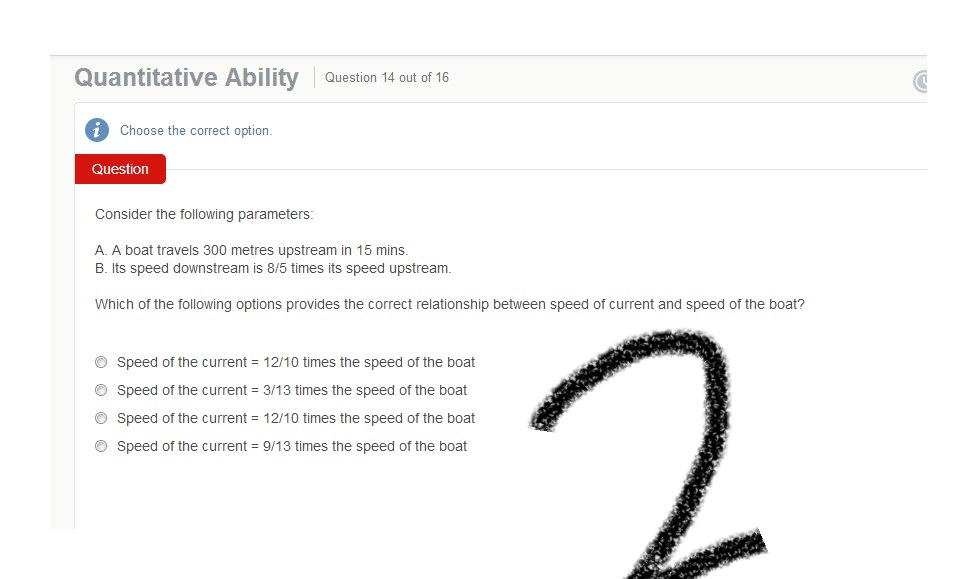 Quantitative Ability Question 14 out of 16
Choose the correct option.
Question
Consider the following parameters:
A. A boat travels 300 metres upstream in 15 mins.
B. Its speed downstream is 8/5 times its speed upstream.
Which of the following options provides the correct relationship between speed of current and speed of the boat?
Speed of the current = 12/10 times the speed of the boat
Speed of the current = 3/13 times the speed of the boat
Speed of the current = 12/10 times the speed of the boat
Speed of the current = 9/13 times the speed of the boat
2